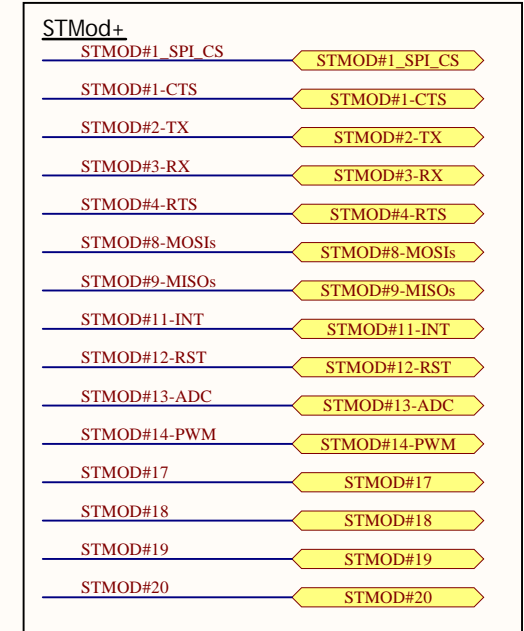 STMod+
STMOD#1_SPI_CS STMOD#1_SPI_CS
STMOD#1-CTS STMOD#1-CTS
STMOD#2-TX STMOD#2-TX
STMOD#3-RX STMOD#3-RX
STMOD#4-RTS STMOD#4-RTS
STMOD#8-MOSIs STMOD#8-MOSIs
STMOD#9-MISOs STMOD#9-MISOs
STMOD#11-INT STMOD#11-INT
STMOD#12-RST STMOD#12-RST
STMOD#13-ADC STMOD#13-ADC
STMOD#14-PWM STMOD#14-PWM
STMOD#17 STMOD#17
STMOD#18 STMOD#18
STMOD#19 STMOD#19
STMOD#20 STMOD#20